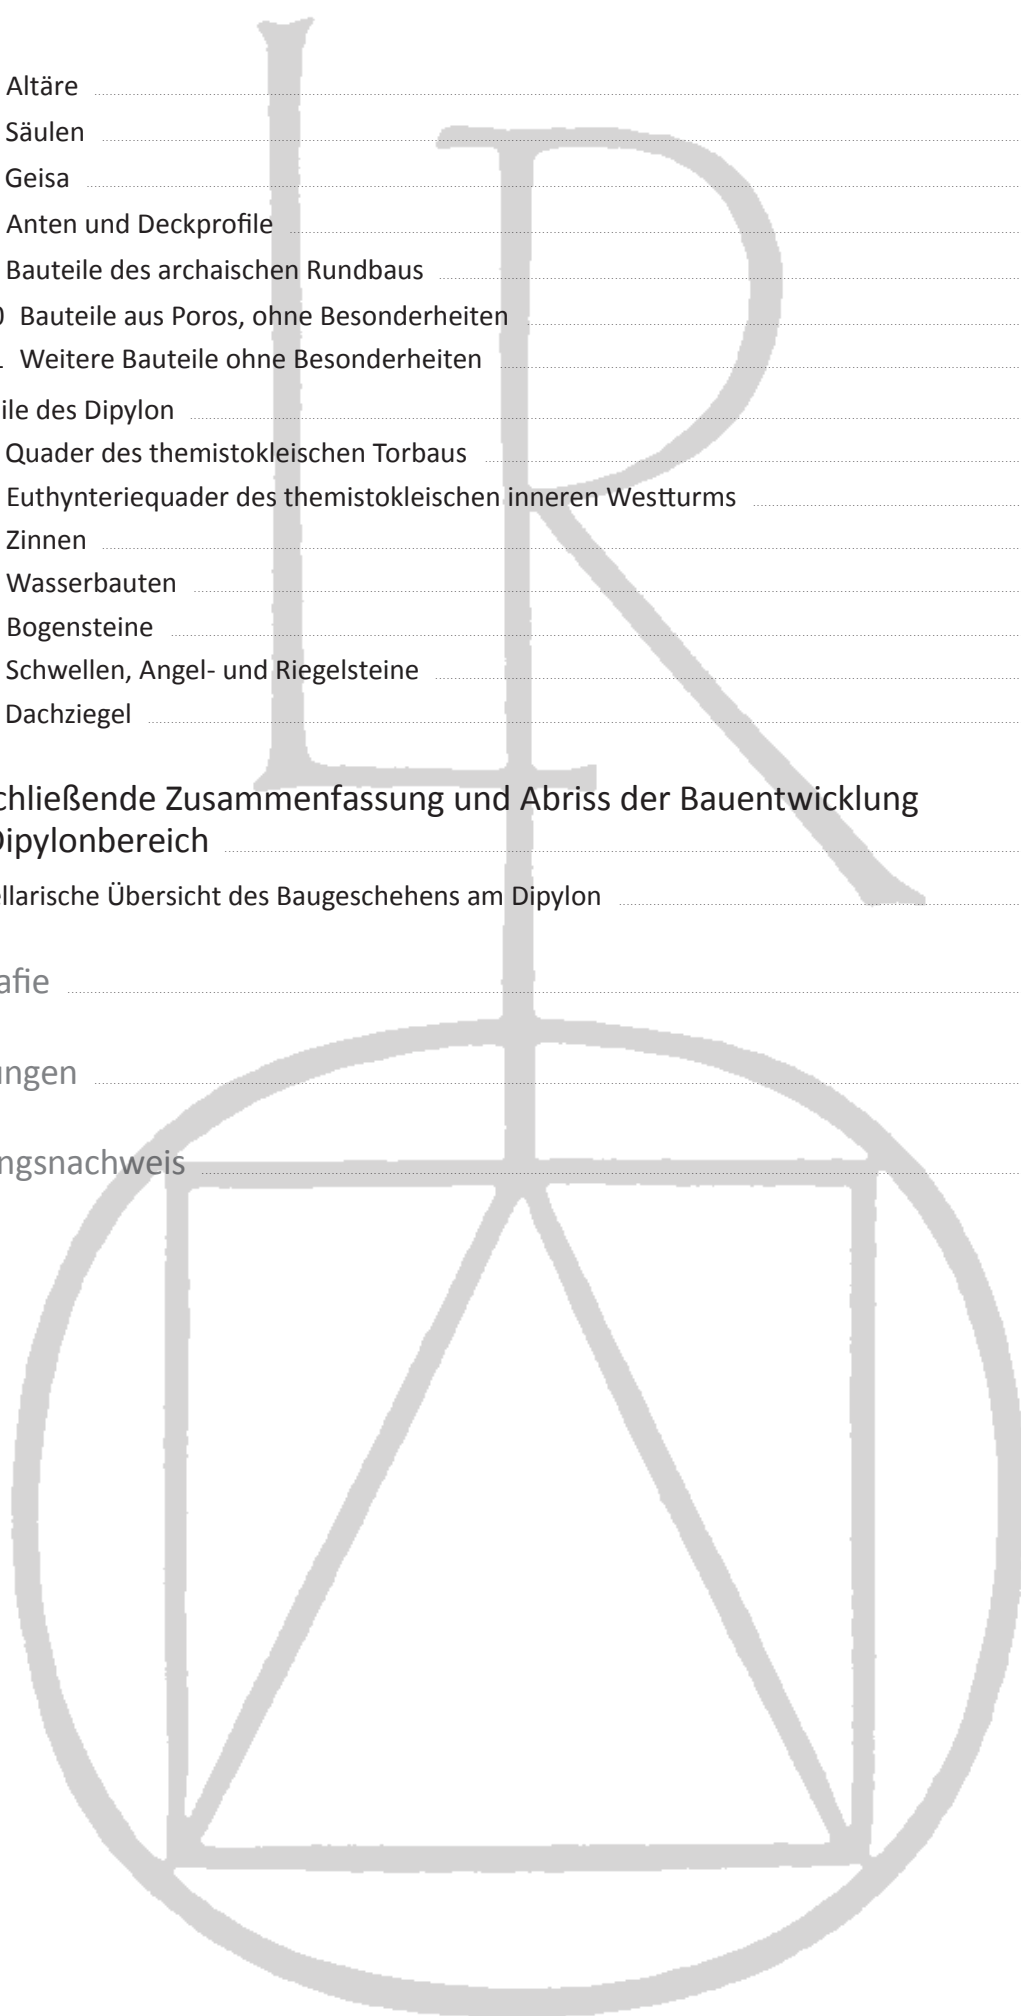 Altäre
Säulen
Geisa
Anten und Deckprofile
Bauteile des archaischen Rundbaus
0 Bauteile aus Poros, ohne Besonderheiten
Weitere Bauteile ohne Besonderheiten
ile des Dipylon
Quader des themistokleischen Torbaus
Euthynteriequader des themistokleischen inneren Westturms
Zinnen
Wasserbauten
Bogensteine
Schwellen, Angel- und Riegelsteine
Dachziegel
chließende Zusammenfassung und Abriss der Bauentwicklung
Dipylonbereich
ellarische Übersicht des Baugeschehens am Dipylon
afie
ungen
ngsnachweis
LR